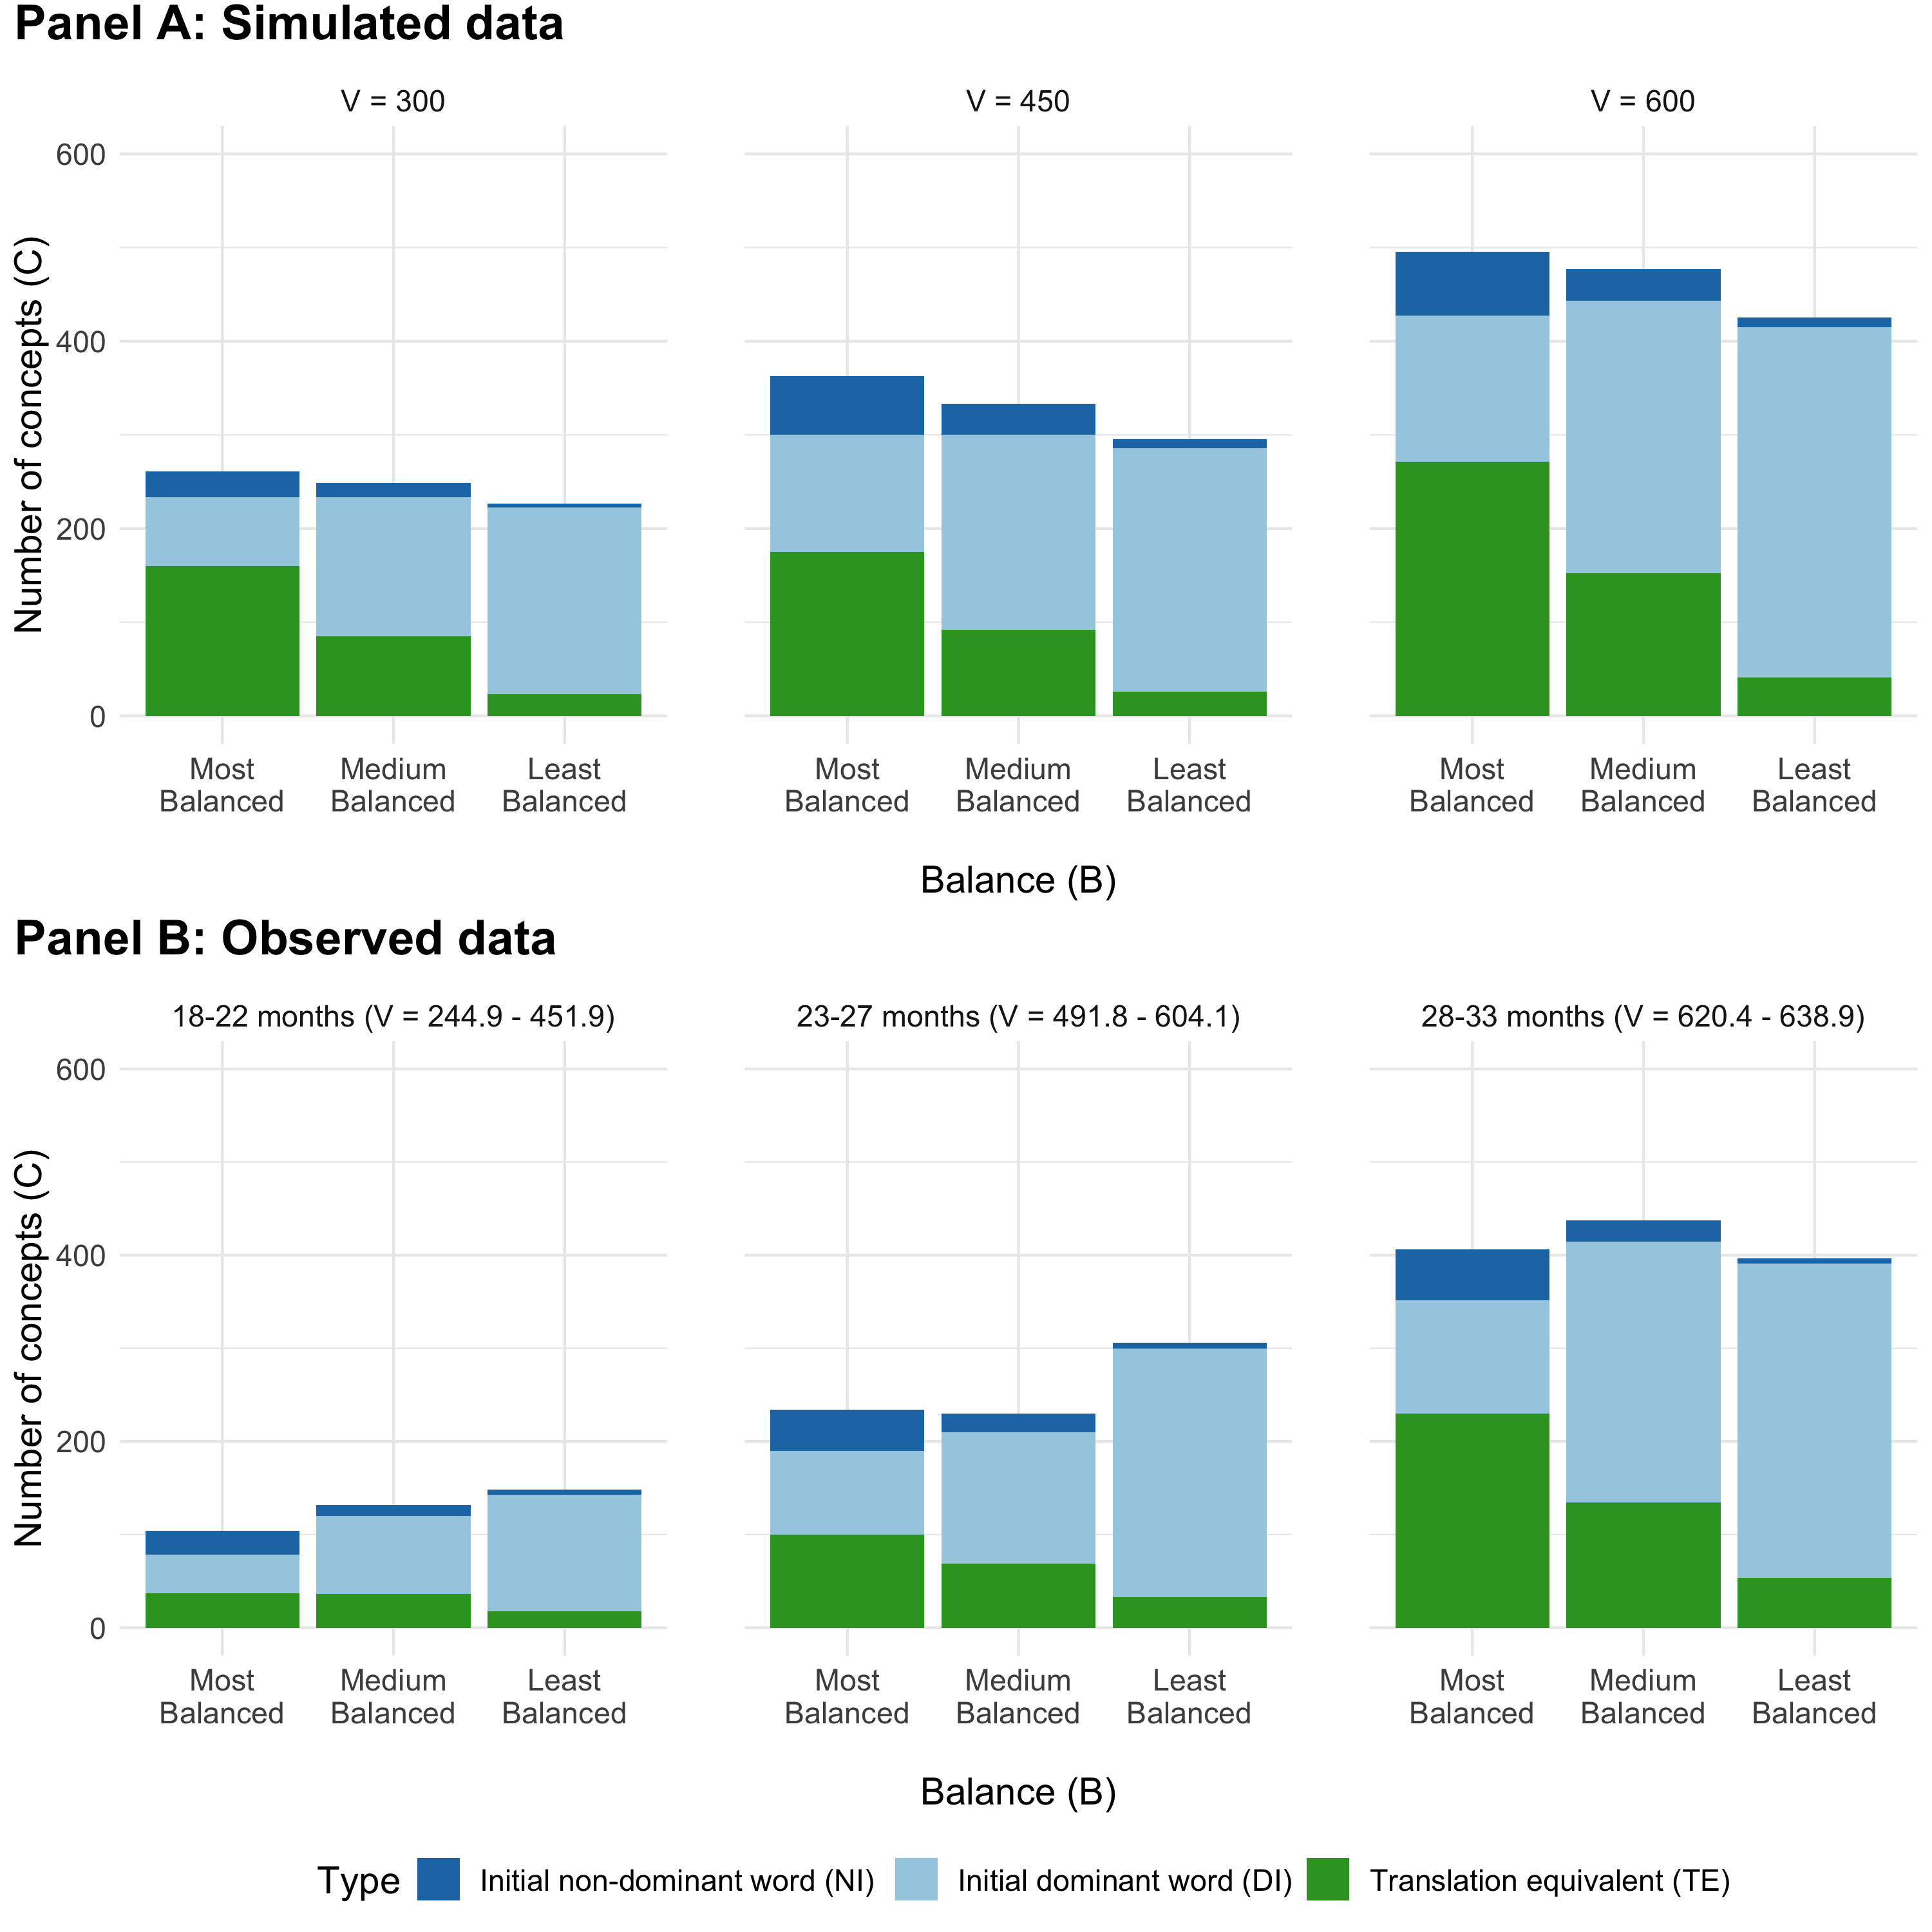 Panel A: Simulated data
V = 300
V = 450
V = 600
Number of concepts (C)
600
400
200
0
Most
Balanced
Medium
Balanced
Least
Balanced
Most
Balanced
Medium
Balanced
Least
Balanced
Most
Balanced
Medium
Balanced
Least
Balanced
Balance (B)
Panel B: Observed data
18-22 months (V = 244.9 - 451.9)
23-27 months (V = 491.8 - 604.1)
28-33 months (V = 620.4 - 638.9)
Number of concepts (C)
600
400
200
0
Most
Balanced
Medium
Balanced
Least
Balanced
Most
Balanced
Medium
Balanced
Least
Balanced
Most
Balanced
Medium
Balanced
Least
Balanced
Balance (B)
Type
Initial non-dominant word (NI)
Initial dominant word (DI)
Translation equivalent (TE)